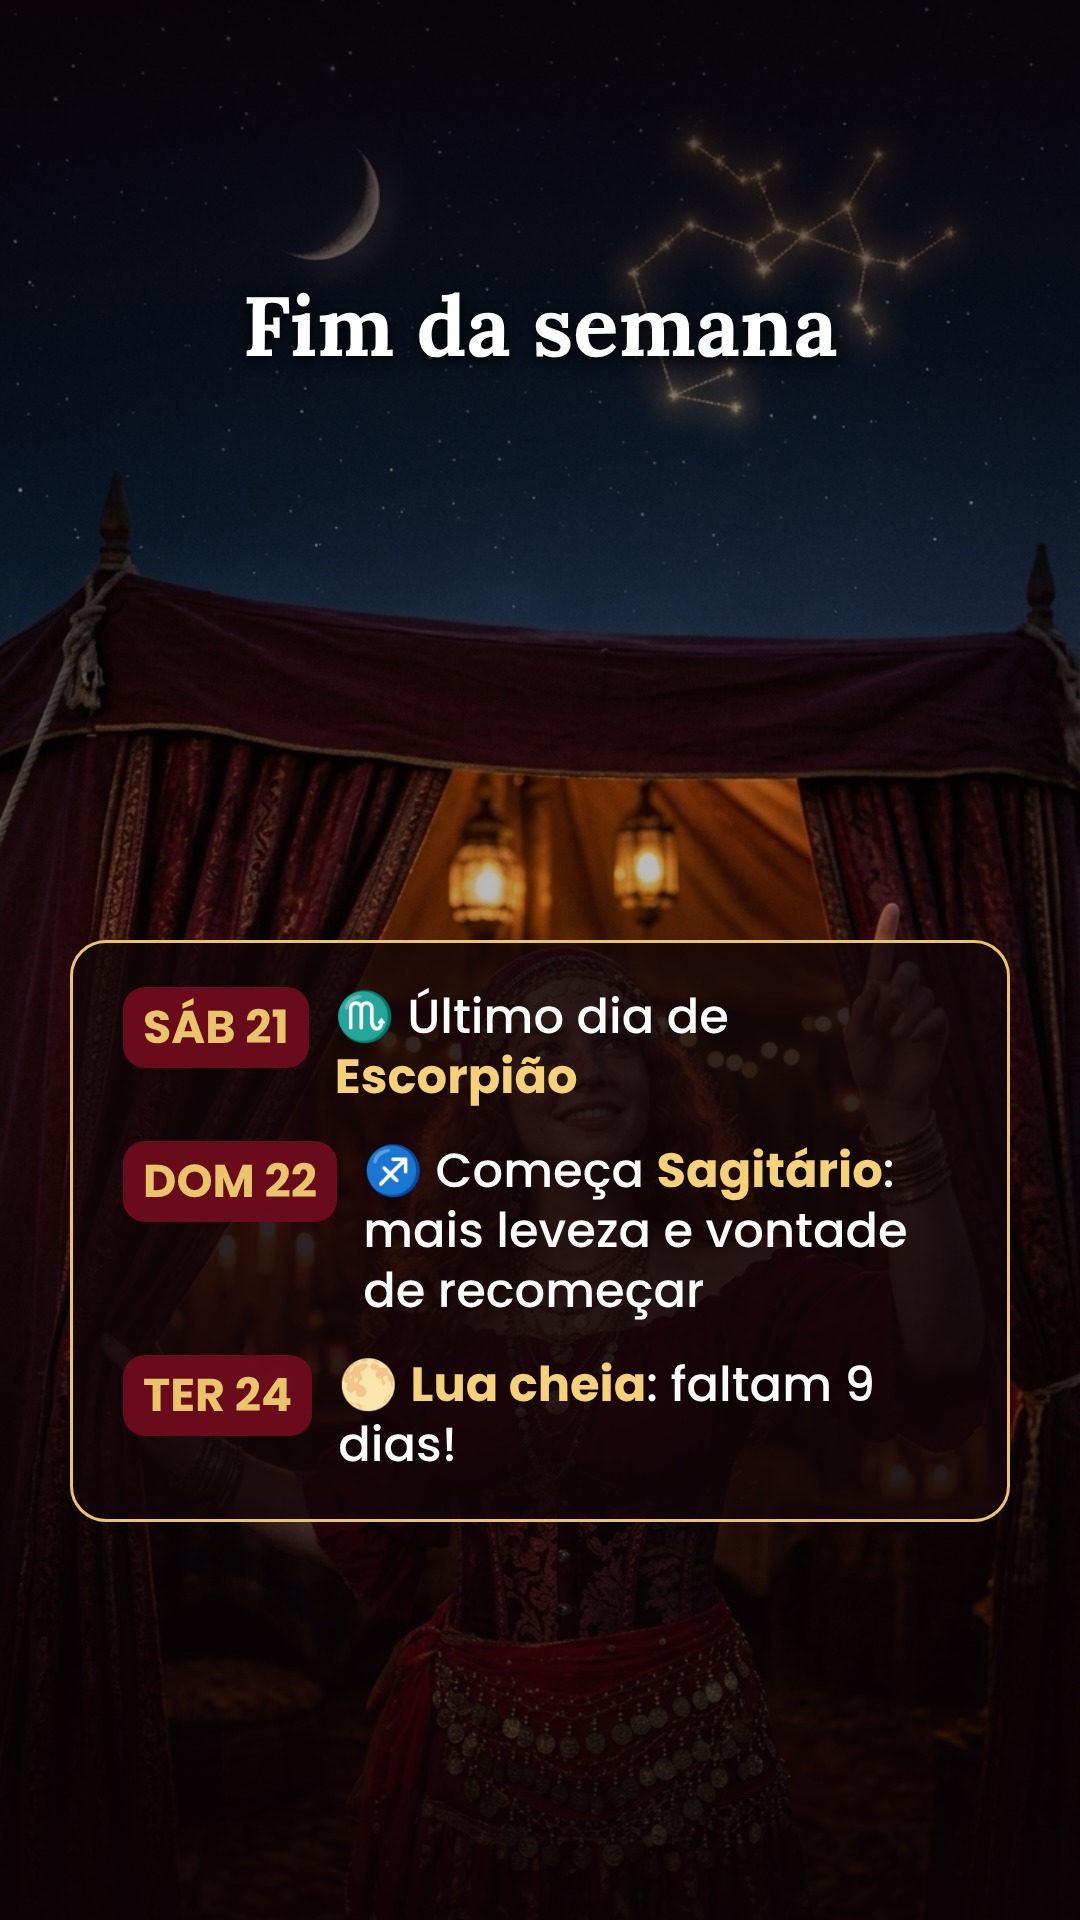 Fim da semana
SÁB 21 ♏ Último dia de
Escorpião
DOM 22 ♐ Começa Sagitário:
mais leveza e vontade
de recomeçar
TER 24 🌕 Lua cheia: faltam 9
dias!